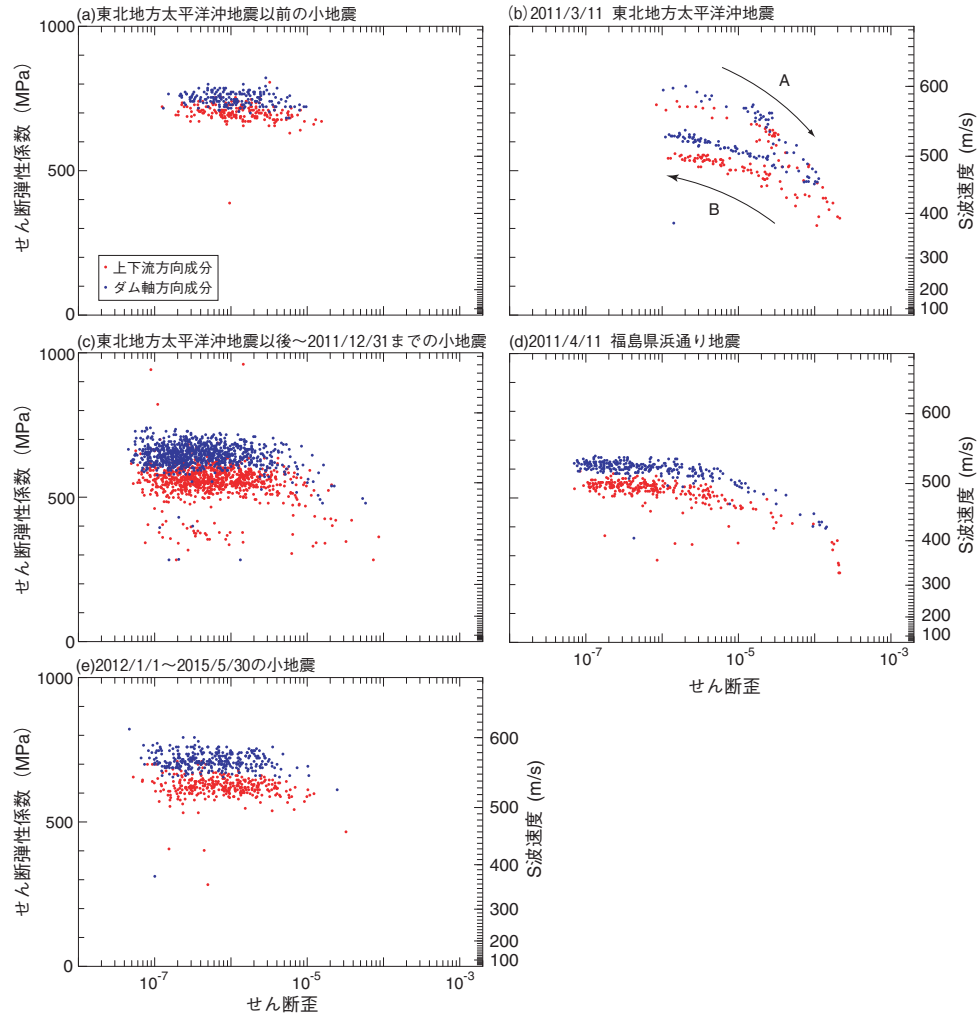 (a)東北地方太平洋沖地震以前の小地震
1000
500
0
せん断弾性係数 (MPa)
上下流方向成分
ダム軸方向成分
(b)2011/3/11 東北地方太平洋沖地震
A
B
600
500
400
300
200
100
S波速度 (m/s)
(c)東北地方太平洋沖地震以後～2011/12/31までの小地震
1000
500
0
せん断弾性係数 (MPa)
10-7
10-5
10-3
(d)2011/4/11 福島県浜通り地震
600
500
400
300
200
100
S波速度 (m/s)
10-7
10-5
10-3
せん断歪
(e)2012/1/1～2015/5/30の小地震
1000
500
0
せん断弾性係数 (MPa)
600
500
400
300
200
100
S波速度 (m/s)
10-7
10-5
10-3
せん断歪